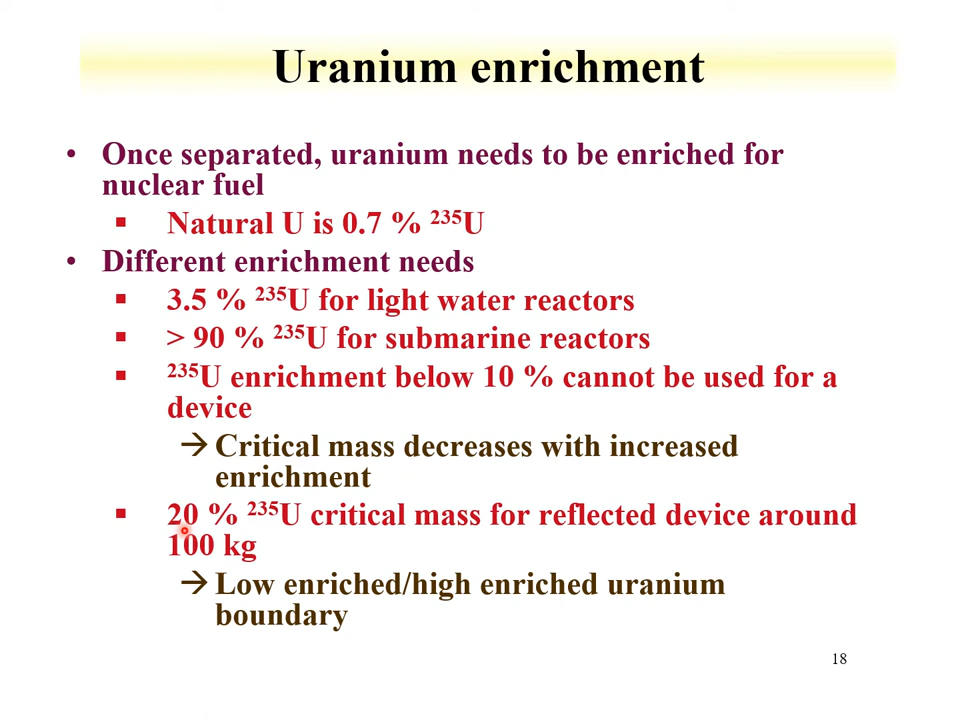 Uranium enrichment
• Once separated, uranium needs to be enriched for
nuclear fuel
▪ Natural U is 0.7 % ²³⁵U
• Different enrichment needs
▪ 3.5 % ²³⁵U for light water reactors
▪ > 90 % ²³⁵U for submarine reactors
▪ ²³⁵U enrichment below 10 % cannot be used for a
device
→ Critical mass decreases with increased
enrichment
▪ 20 % ²³⁵U critical mass for reflected device around
100 kg
→ Low enriched/high enriched uranium
boundary
18